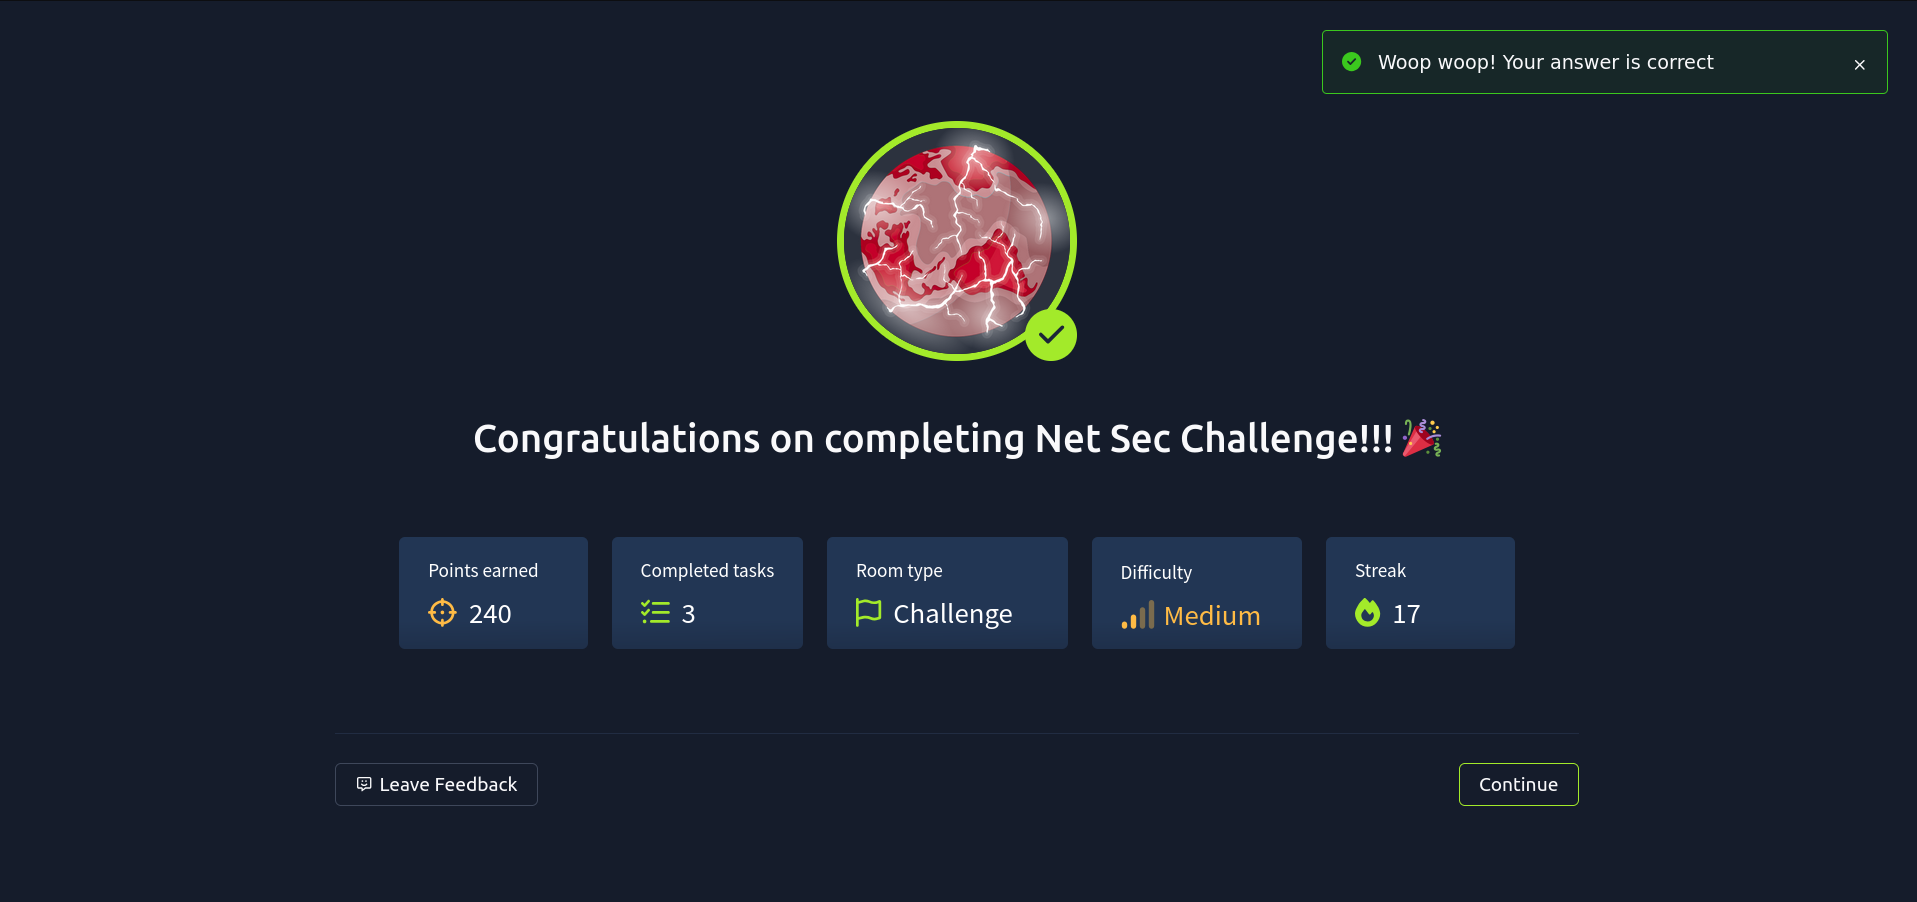 Woop woop! Your answer is correct
Congratulations on completing Net Sec Challenge!!! 🎉
Points earned
240
Completed tasks
3
Room type
Challenge
Difficulty
Medium
Streak
17
Leave Feedback
Continue